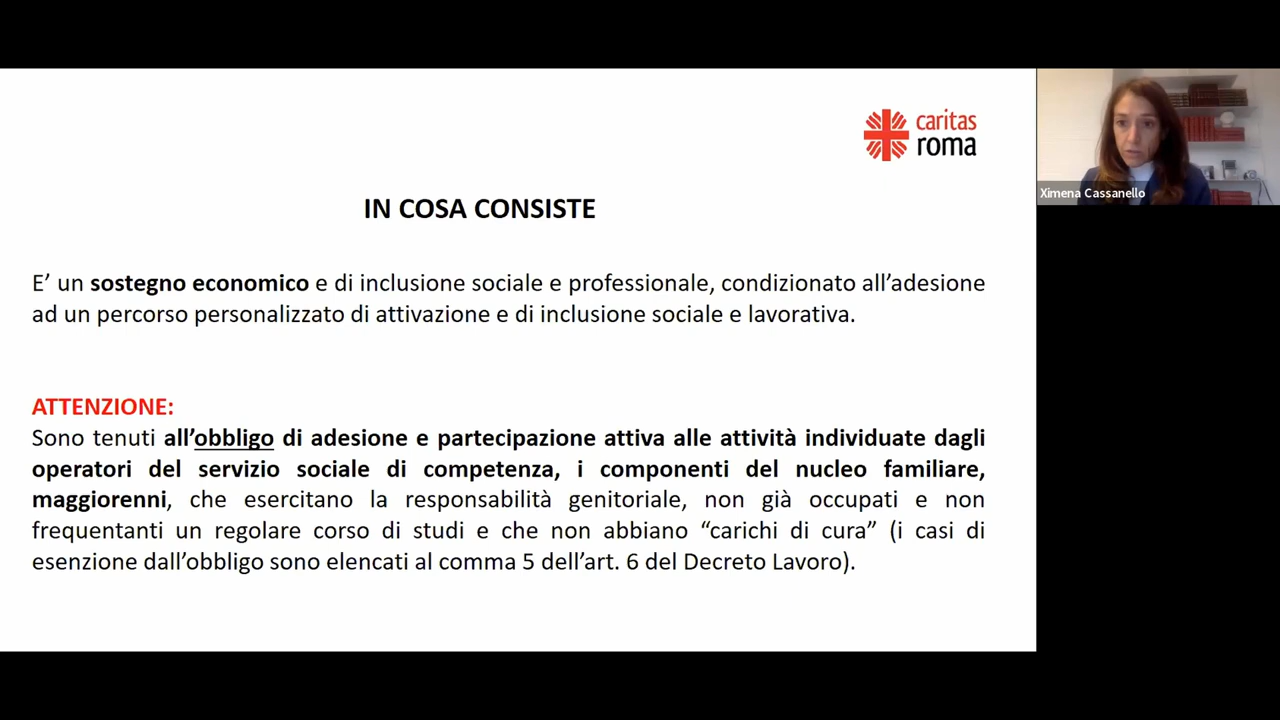 caritas
roma
Ximena Cassanello
IN COSA CONSISTE
E’ un sostegno economico e di inclusione sociale e professionale, condizionato all’adesione
ad un percorso personalizzato di attivazione e di inclusione sociale e lavorativa.
ATTENZIONE:
Sono tenuti all’obbligo di adesione e partecipazione attiva alle attività individuate dagli
operatori del servizio sociale di competenza, i componenti del nucleo familiare,
maggiorenni, che esercitano la responsabilità genitoriale, non già occupati e non
frequentanti un regolare corso di studi e che non abbiano “carichi di cura” (i casi di
esenzione dall’obbligo sono elencati al comma 5 dell’art. 6 del Decreto Lavoro).